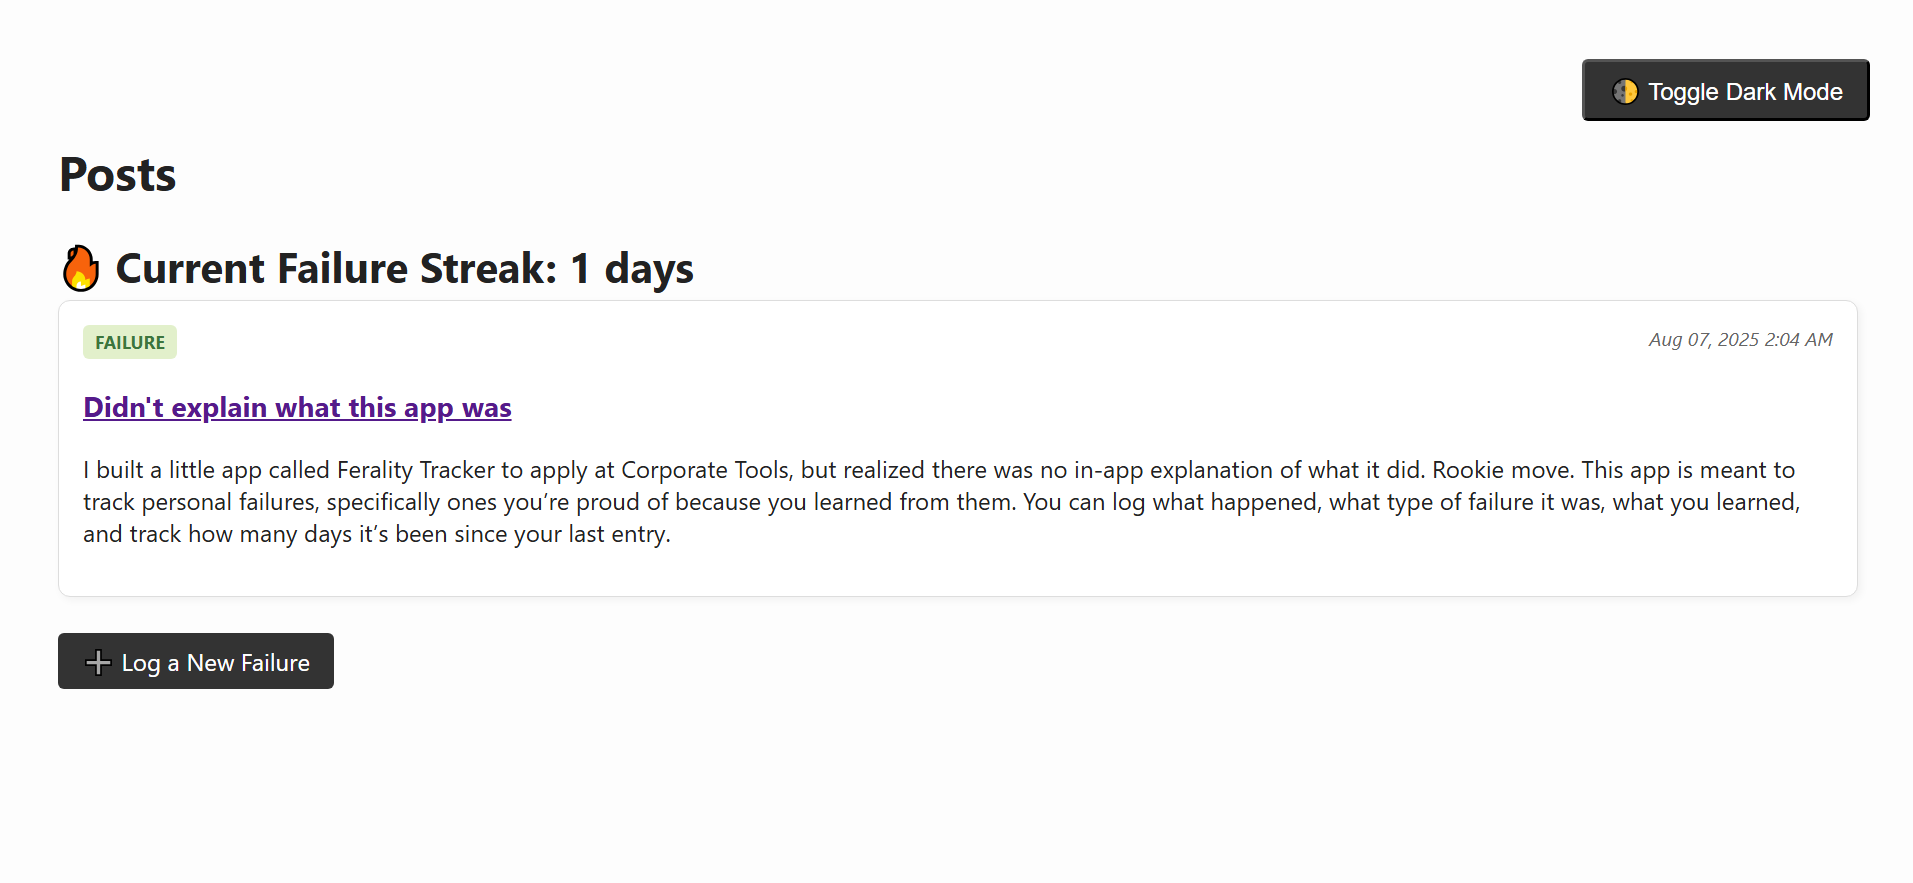 🌗 Toggle Dark Mode
Posts
🔥 Current Failure Streak: 1 days
FAILURE
Aug 07, 2025 2:04 AM
Didn't explain what this app was
I built a little app called Ferality Tracker to apply at Corporate Tools, but realized there was no in-app explanation of what it did. Rookie move. This app is meant to
track personal failures, specifically ones you’re proud of because you learned from them. You can log what happened, what type of failure it was, what you learned,
and track how many days it’s been since your last entry.
➕ Log a New Failure